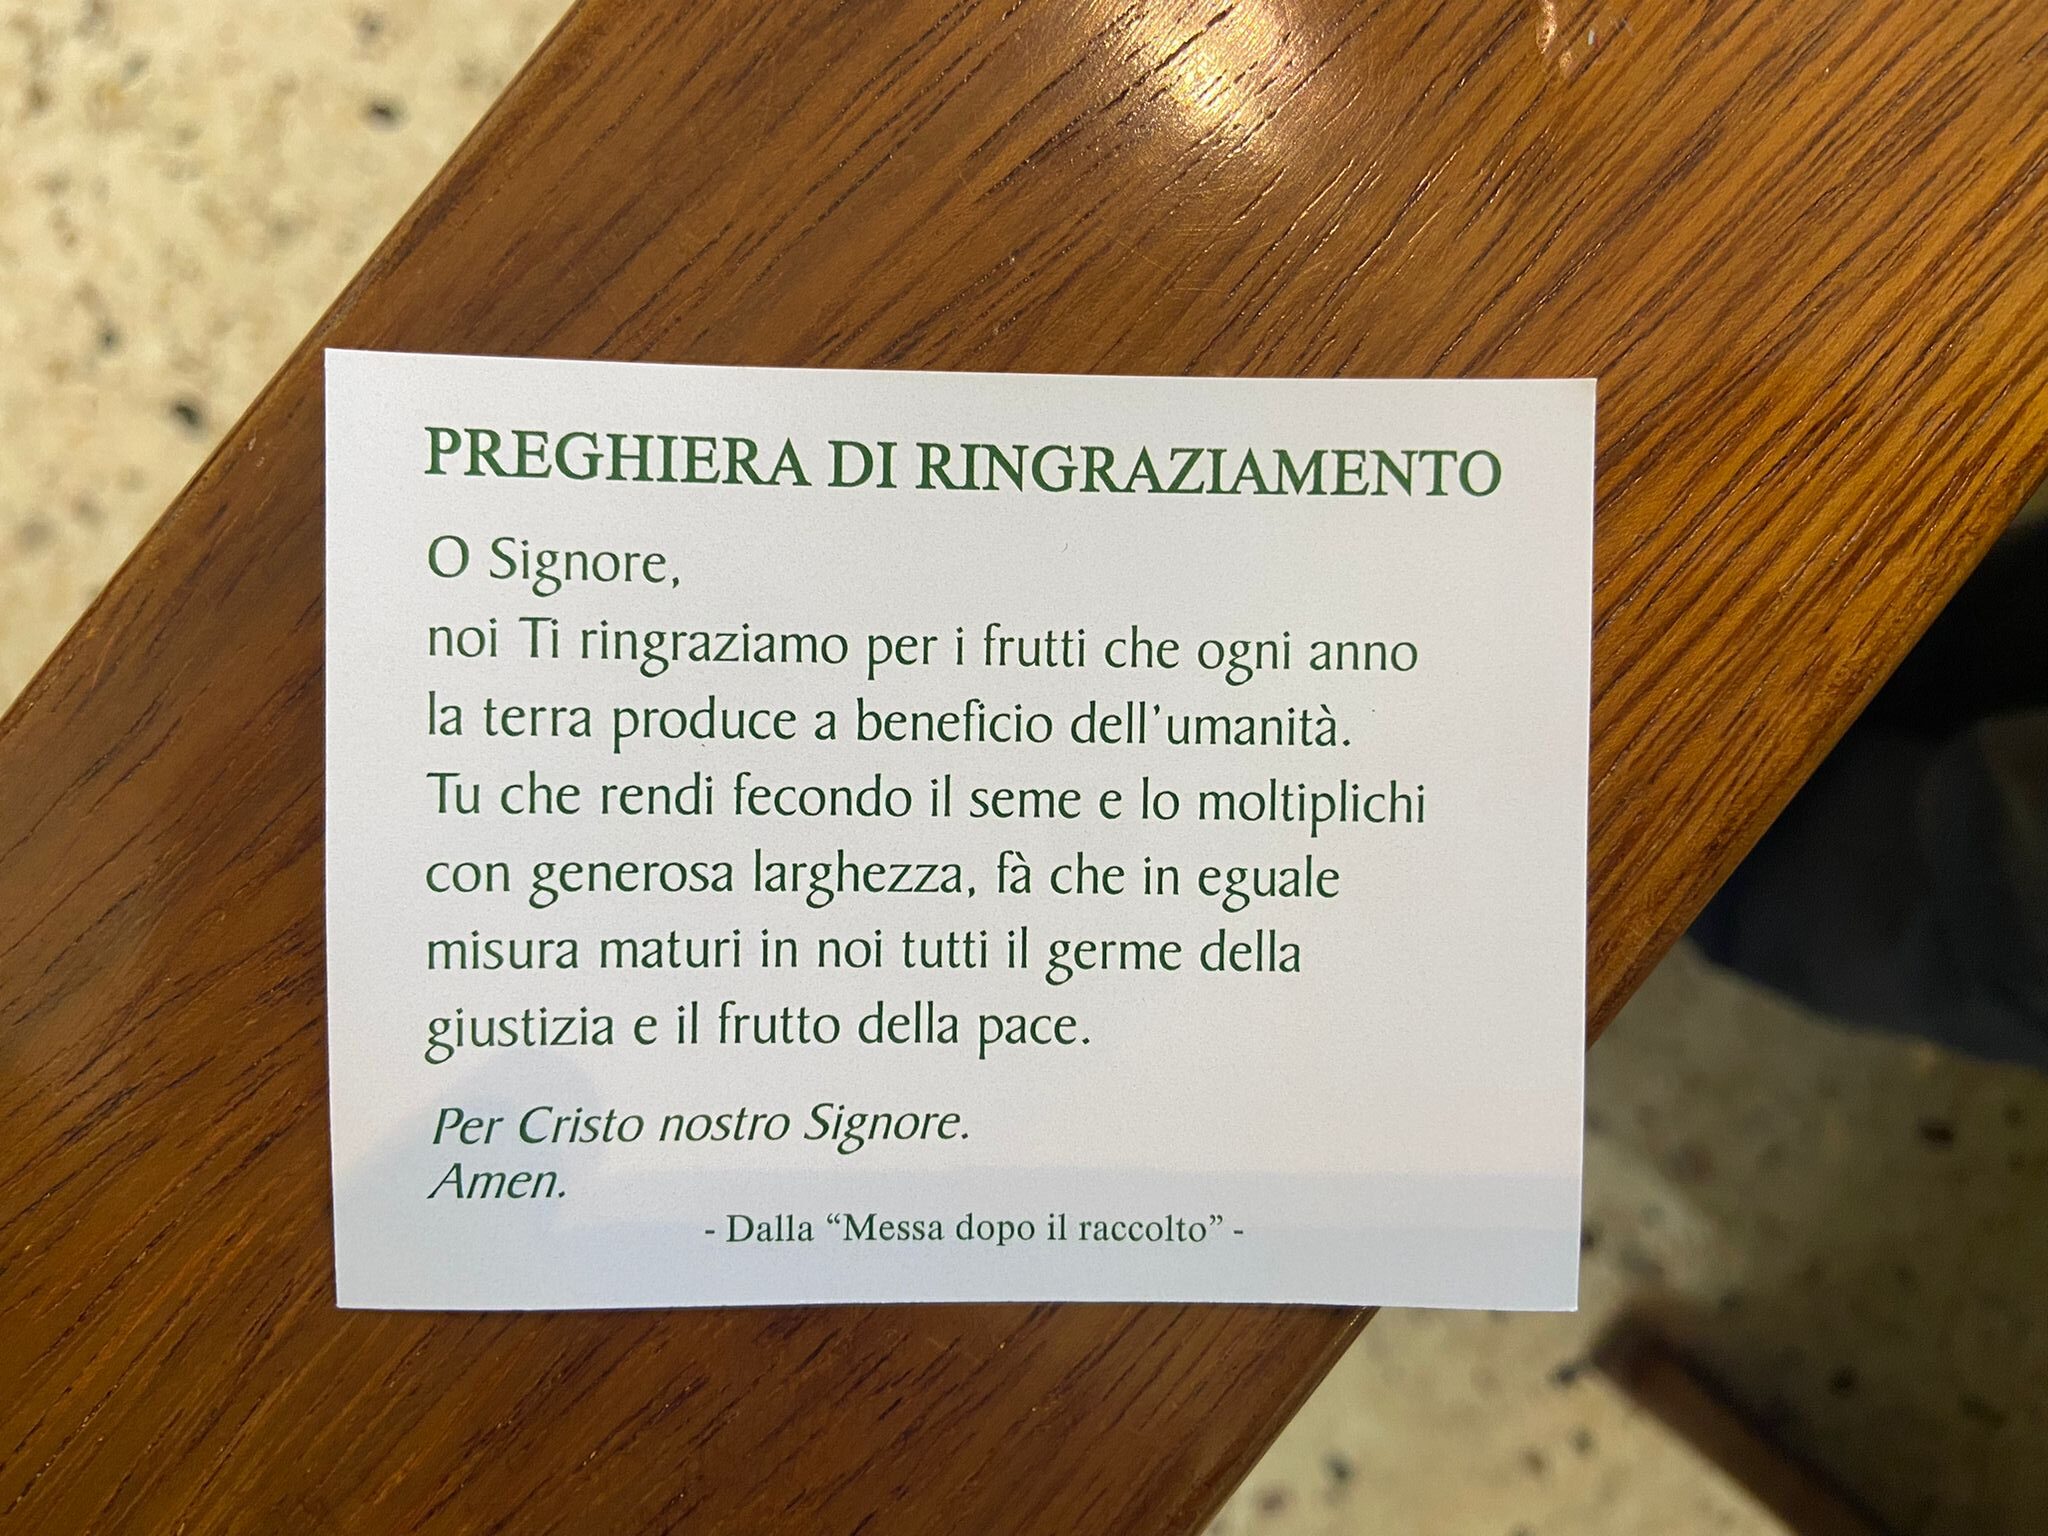 PREGHIERA DI RINGRAZIAMENTO
O Signore,
noi Ti ringraziamo per i frutti che ogni anno
la terra produce a beneficio dell'umanità.
Tu che rendi fecondo il seme e lo moltiplichi
con generosa larghezza, fà che in eguale
misura maturi in noi tutti il germe della
giustizia e il frutto della pace.
Per Cristo nostro Signore.
Amen.
- Dalla “Messa dopo il raccolto” -